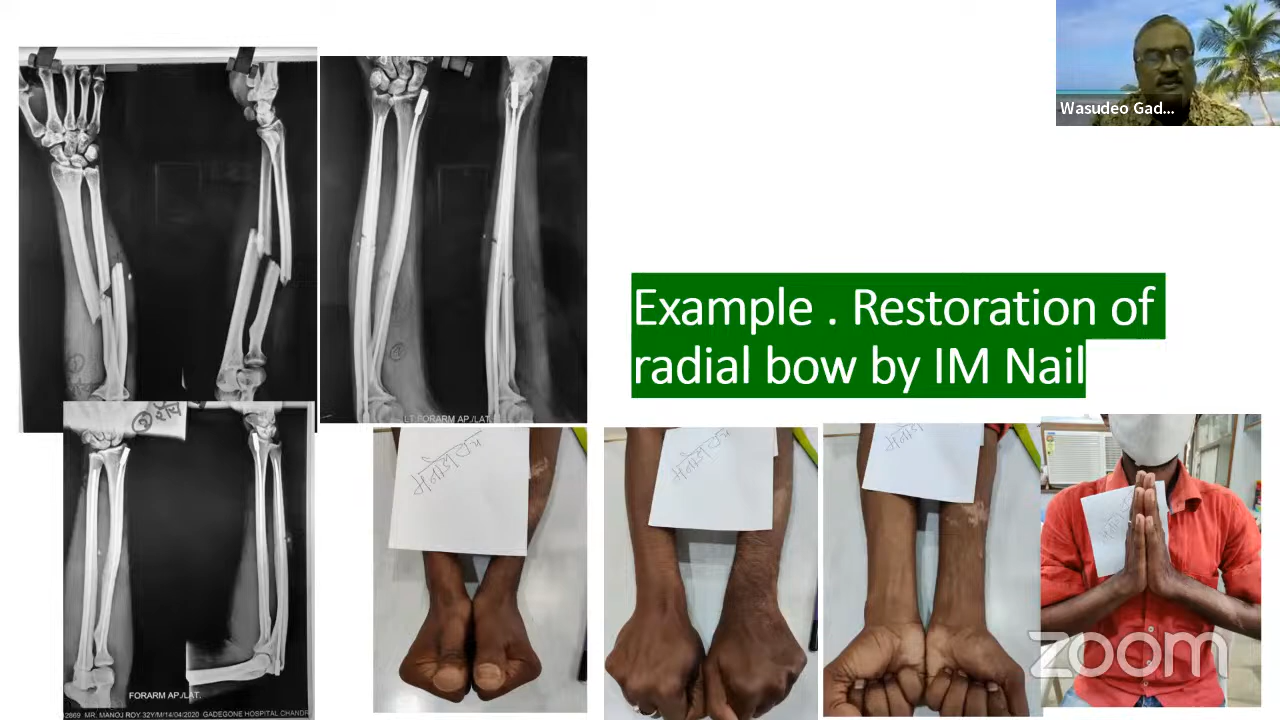 Wasudeo Gad...
Example . Restoration of
radial bow by IM Nail
LT FORARM AP./LAT.
FORARM AP./LAT.
2869 MR. MANOJ ROY 32Y/M/14/04/2020 GADEGONE HOSPITAL CHANDR
zoom